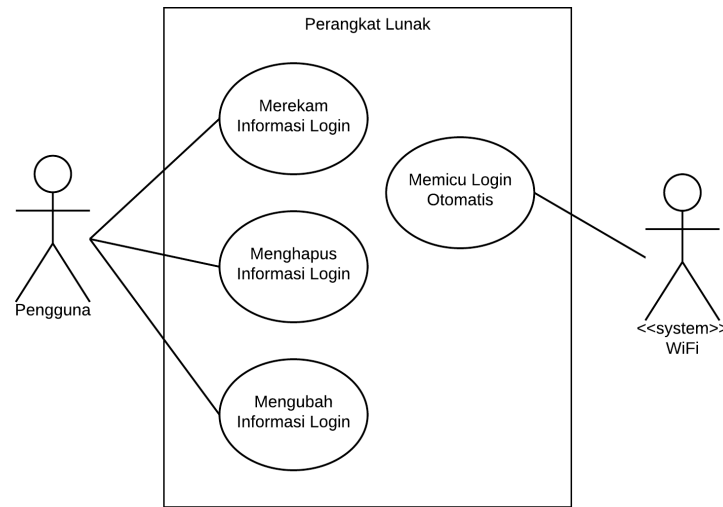 Perangkat Lunak
Merekam
Informasi Login
Memicu Login
Otomatis
Menghapus
Informasi Login
Pengguna
<<system>>
WiFi
Mengubah
Informasi Login